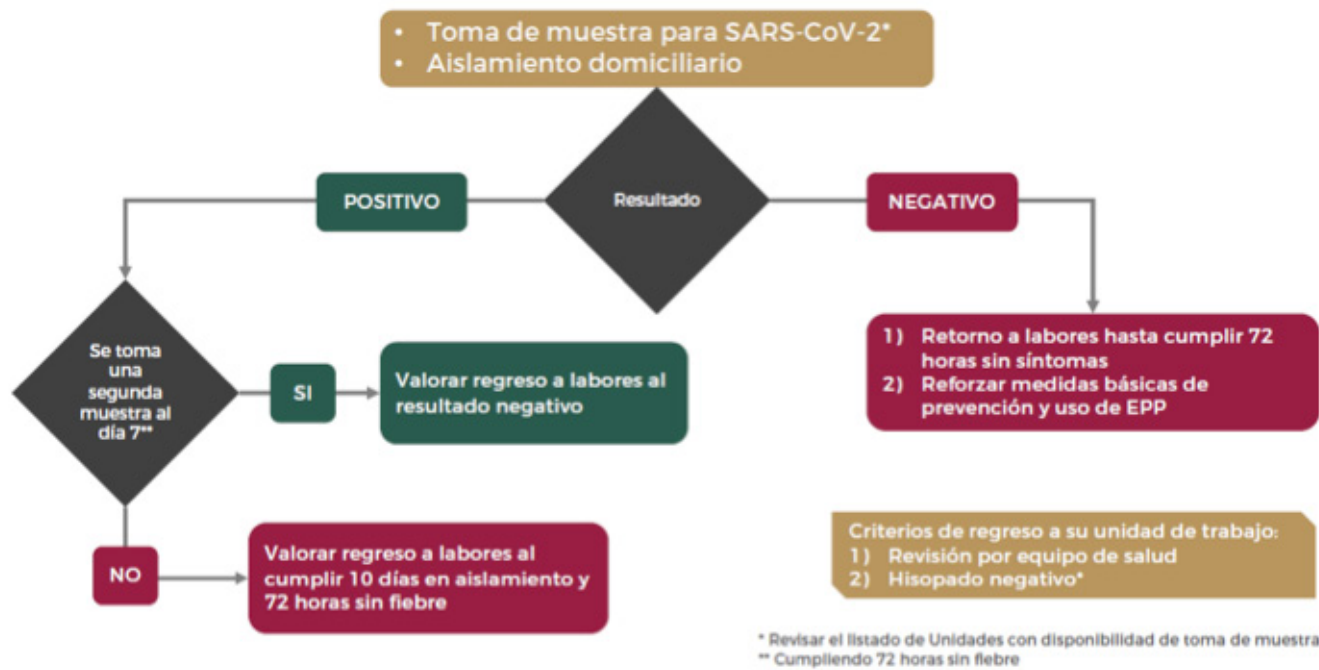 • Toma de muestra para SARS-CoV-2*
• Aislamiento domiciliario
Resultado
POSITIVO
NEGATIVO
Se toma
una
segunda
muestra al
día 7**
SI
Valorar regreso a labores al
resultado negativo
1) Retorno a labores hasta cumplir 72
horas sin síntomas
2) Reforzar medidas básicas de
prevención y uso de EPP
NO
Valorar regreso a labores al
cumplir 10 días en aislamiento y
72 horas sin fiebre
Criterios de regreso a su unidad de trabajo:
1) Revisión por equipo de salud
2) Hisopado negativo*
* Revisar el listado de Unidades con disponibilidad de toma de muestra
** Cumpliendo 72 horas sin fiebre